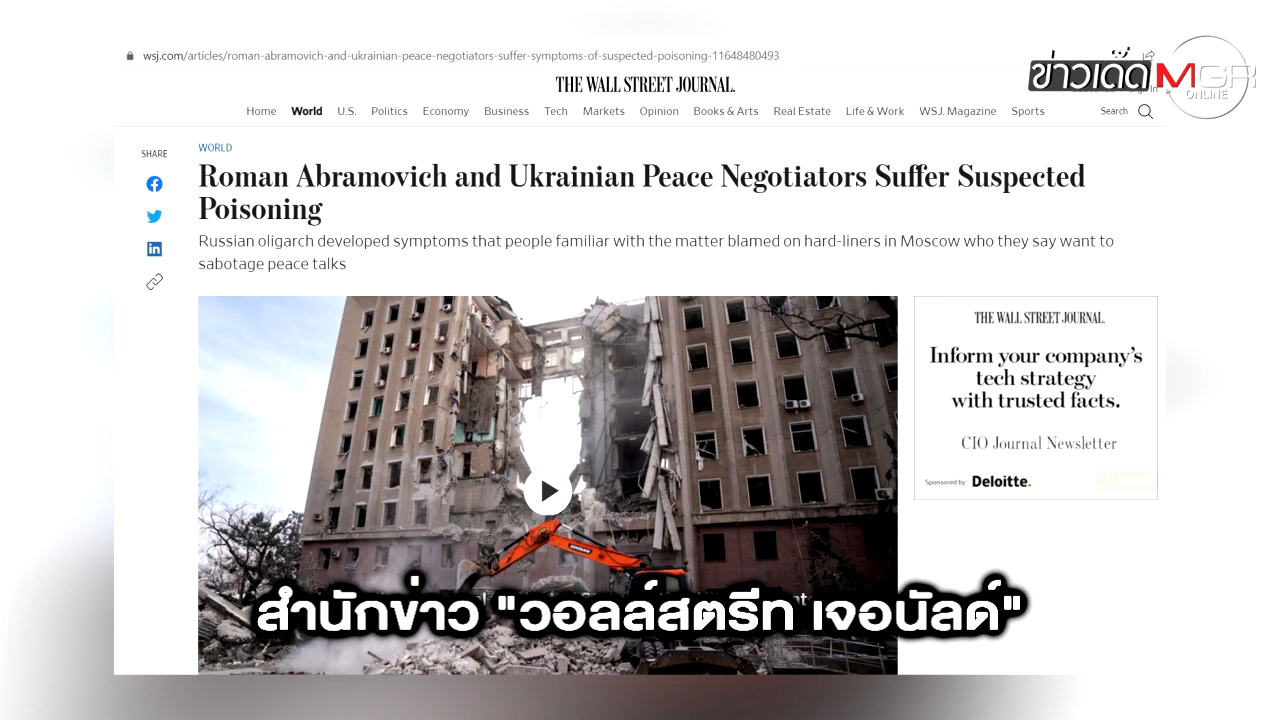 wsj.com/articles/roman-abramovich-and-ukrainian-peace-negotiators-suffer-symptoms-of-suspected-poisoning-11648480493
ข่าวเด็ด MGR
ONLINE
THE WALL STREET JOURNAL.
Home World U.S. Politics Economy Business Tech Markets Opinion Books & Arts Real Estate Life & Work WSJ. Magazine Sports Search
SHARE
WORLD
Roman Abramovich and Ukrainian Peace Negotiators Suffer Suspected
Poisoning
Russian oligarch developed symptoms that people familiar with the matter blamed on hard-liners in Moscow who they say want to
sabotage peace talks
THE WALL STREET JOURNAL.
Inform your company's
tech strategy
with trusted facts.
CIO Journal Newsletter
Sponsored by: Deloitte.
DOOSAN
สำนักข่าว "วอลล์สตรีท เจอนัลด์"